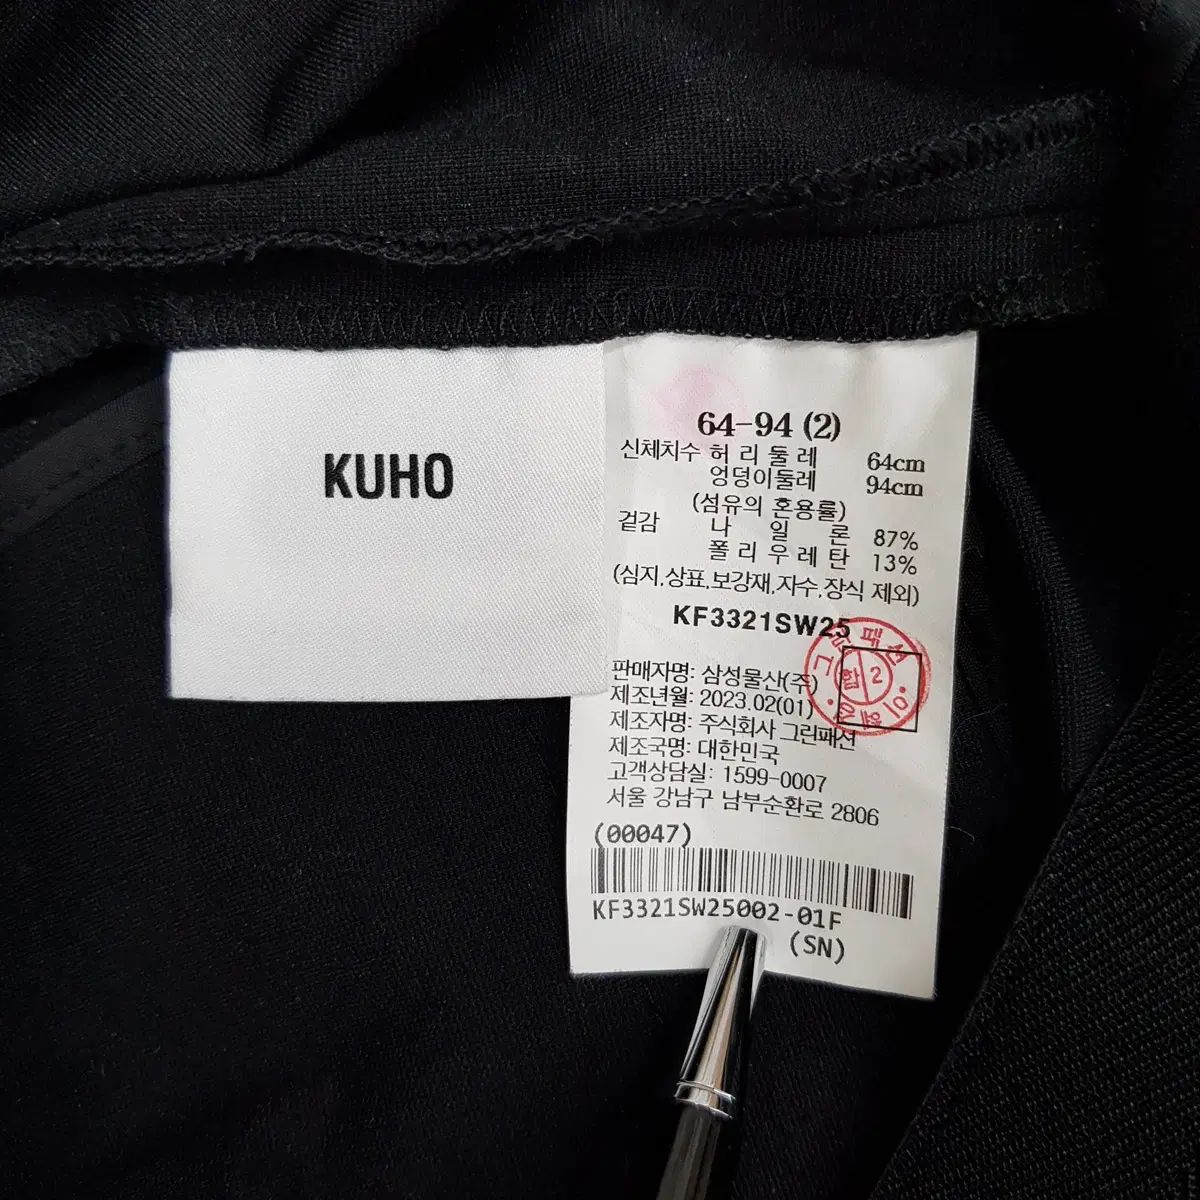 KUHO
64-94 (2)
신체치수 허 리 둘 레 64cm
엉덩이둘레 94cm
(섬유의 혼용률)
겉감 나 일 론 87%
폴 리 우 레 탄 13%
(심지,상표,보강재,자수,장식 제외)
KF3321SW25
판매자명: 삼성물산(주)
제조년월: 2023.02(01)
제조자명: 주식회사 그린패션
제조국명: 대한민국
고객상담실: 1599-0007
서울 강남구 남부순환로 2806
(00047)
KF3321SW25002-01F
(SN)
합 2